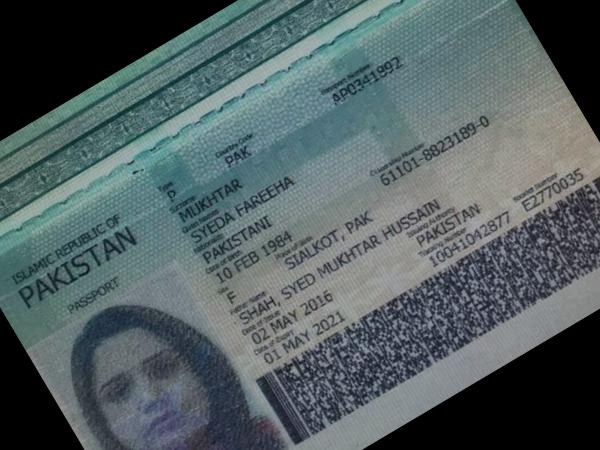 ISLAMIC REPUBLIC OF
PAKISTAN
PASSPORT
Type
P
Country Code
PAK
Passport Number
AP0341992
Surname
MUKHTAR
Given Names
SYEDA FAREEHA
Nationality
PAKISTANI
Citizenship Number
61101-8823189-0
Date of Birth
10 FEB 1984
Sex
F
Place of Birth
SIALKOT, PAK
Father Name
SHAH, SYED MUKHTAR HUSSAIN
Date of Issue
02 MAY 2016
Issuing Authority
PAKISTAN
Date of Expiry
01 MAY 2021
Tracking Number
10041042877
Booklet Number
E2770035